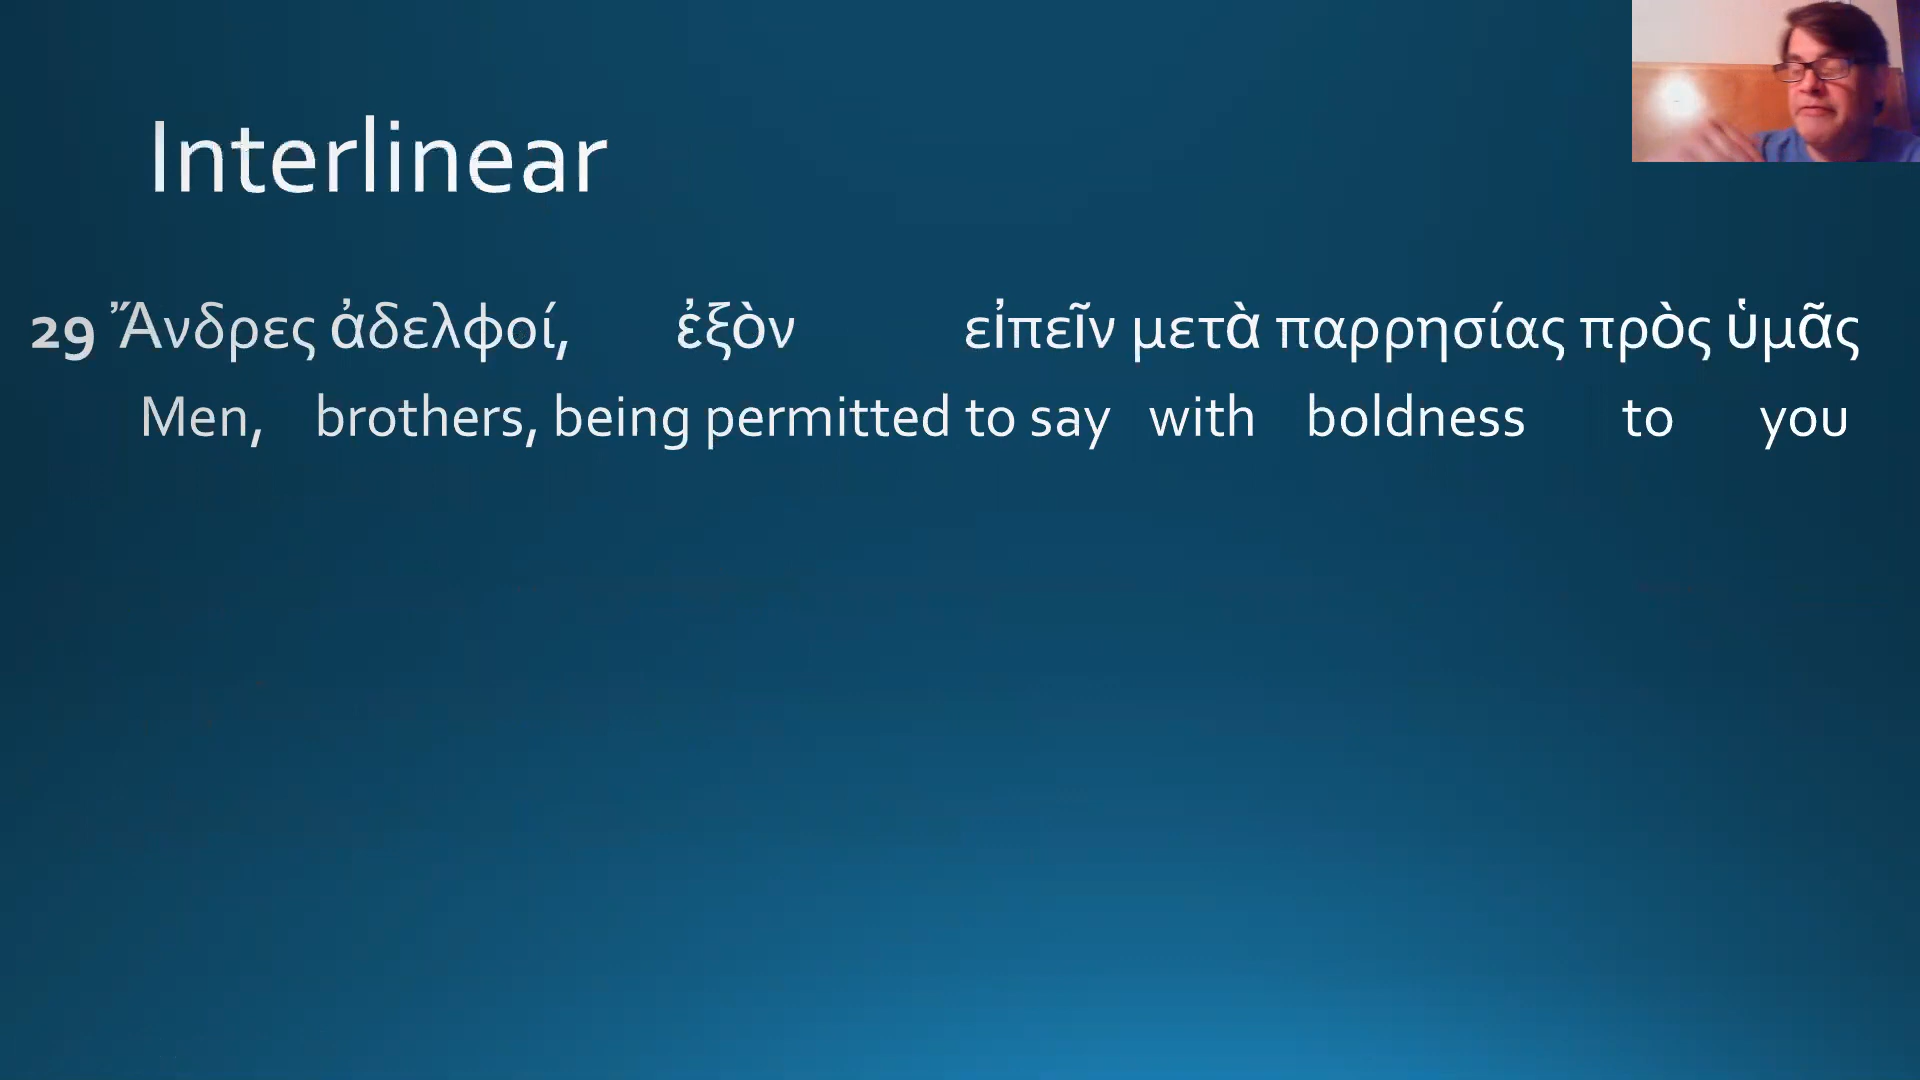 Interlinear
29 Ἄνδρες ἀδελφοί, ἐξὸν εἰπεῖν μετὰ παρρησίας πρὸς ὑμᾶς
Men, brothers, being permitted to say with boldness to you